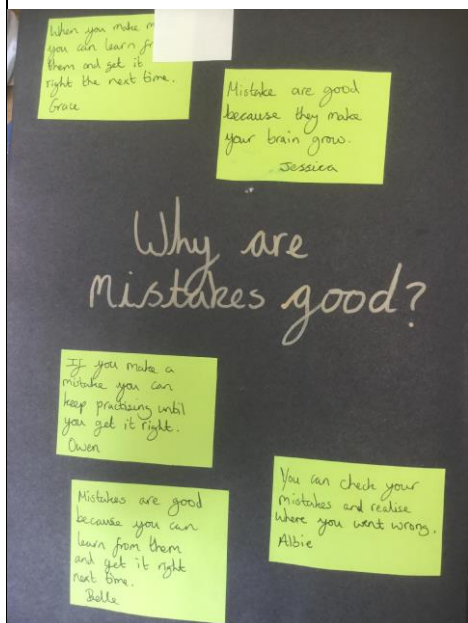 When you make m
you can learn fr
them and get it
right the next time.
Grace
Mistake are good
because they make
your brain grow.
Jessica
Why are
Mistakes good?
If you make a
mistake you can
keep practising until
you get it right.
Owen
Mistakes are good
because you can
learn from them
and get it right
next time.
Belle
You can check your
mistakes and realise
where you went wrong.
Albie